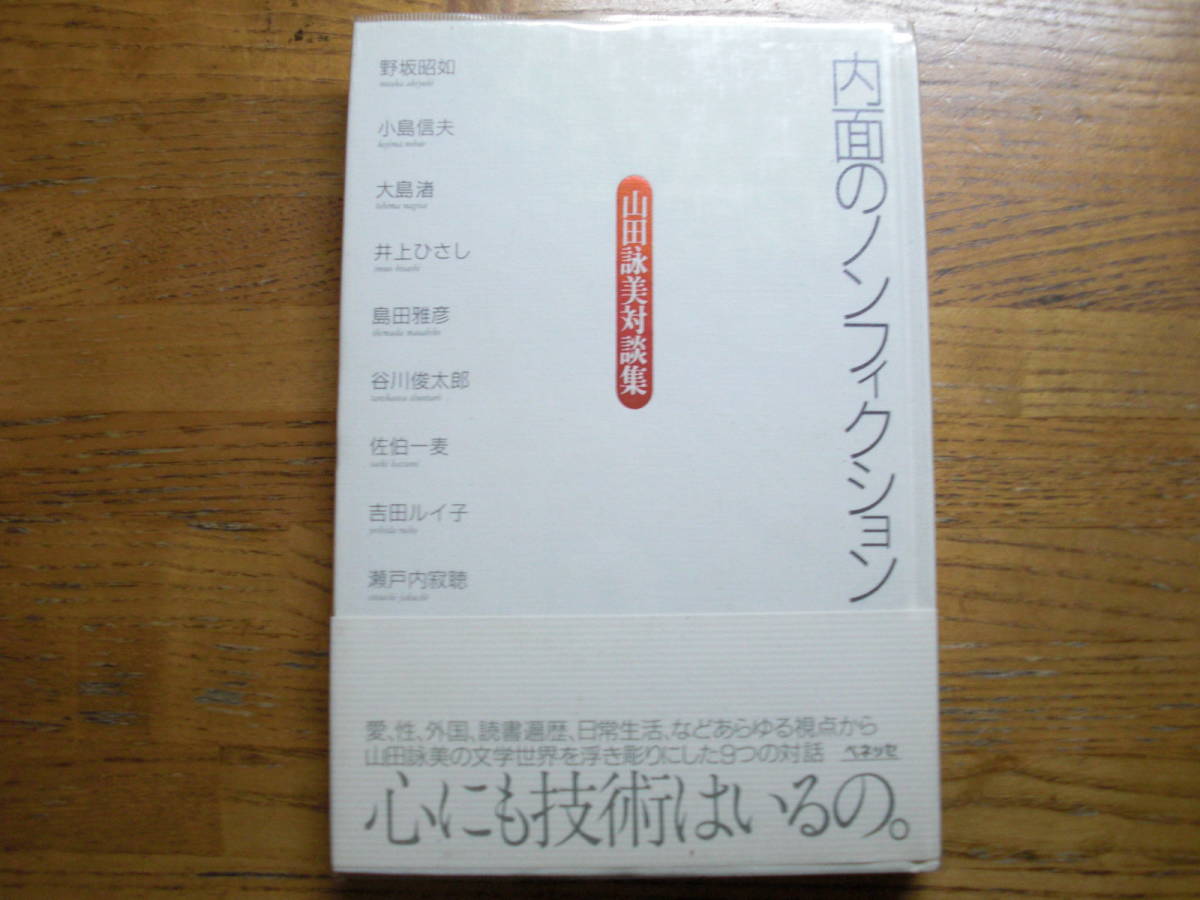 内面のノンフィクション
山田詠美対談集
野坂昭如
小島信夫
大島渚
井上ひさし
島田雅彦
谷川俊太郎
佐伯一麦
吉田ルイ子
瀬戸内寂聴
愛、性、外国、読書遍歴、日常生活、などあらゆる視点から
山田詠美の文学世界を浮き彫りにした9つの対話 ベネッセ
心にも技術はいるの。